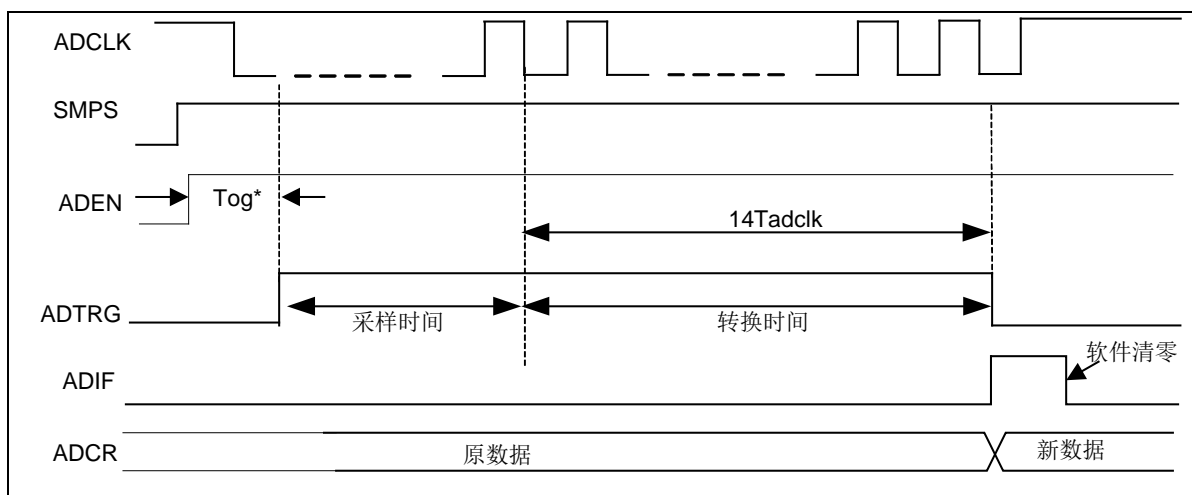 ADCLK
SMPS
ADEN
Tog*
14Tadclk
ADTRG
采样时间
转换时间
ADIF
软件清零
ADCR
原数据
新数据